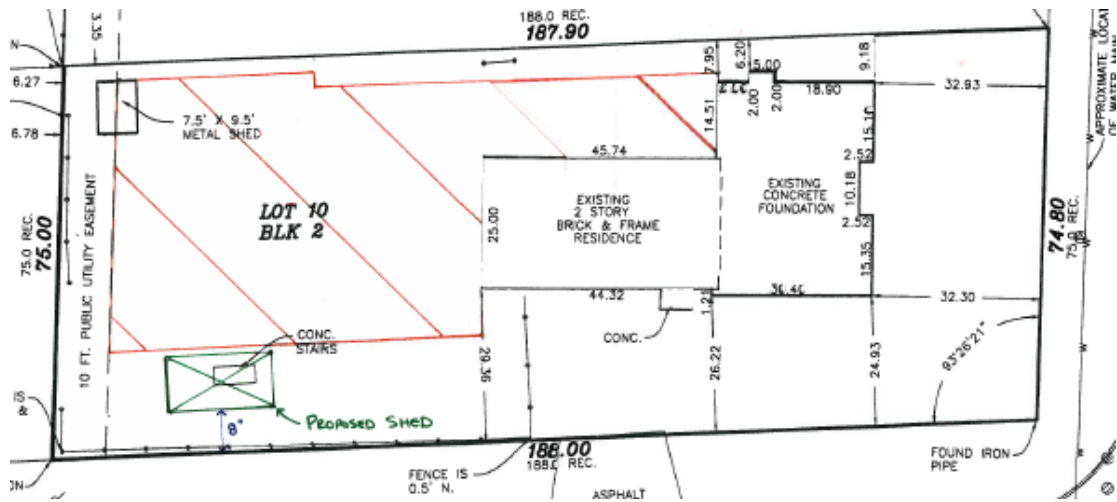 188.0 REC.
187.90
3.35
N
6.27
6.78
7.5' X 9.5'
METAL SHED
7.95
6.20
5.00
9.18
2.00
2.00
18.90
32.93
14.51
15.10
APPROXIMATE LOCAT
OF WATER MAIN
W
45.74
2.52
10.18
2.52
EXISTING
CONCRETE
FOUNDATION
LOT 10
BLK 2
25.00
EXISTING
2 STORY
BRICK & FRAME
RESIDENCE
10 FT. PUBLIC UTILITY EASEMENT
75.0 REC.
75.00
74.80
75.0 REC.
W
W
15.35
44.32
1.21
32.30
CONC.
STAIRS
CONC.
29.36
26.22
24.93
93°26'21"
W
IS
&
PROPOSED SHED
8"
188.00
188.0 REC.
FENCE IS
0.5' N.
ASPHALT
FOUND IRON
PIPE
W
ON